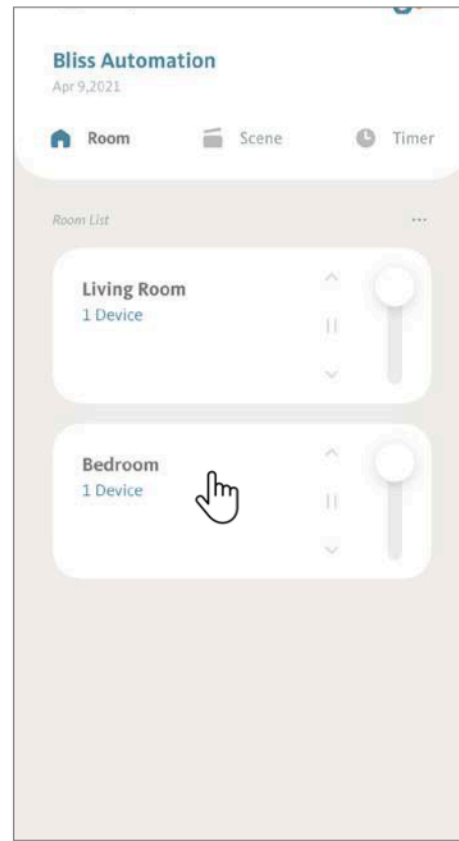 Bliss Automation
Apr 9,2021
Room Scene Timer
Room List
Living Room
1 Device
Bedroom
1 Device